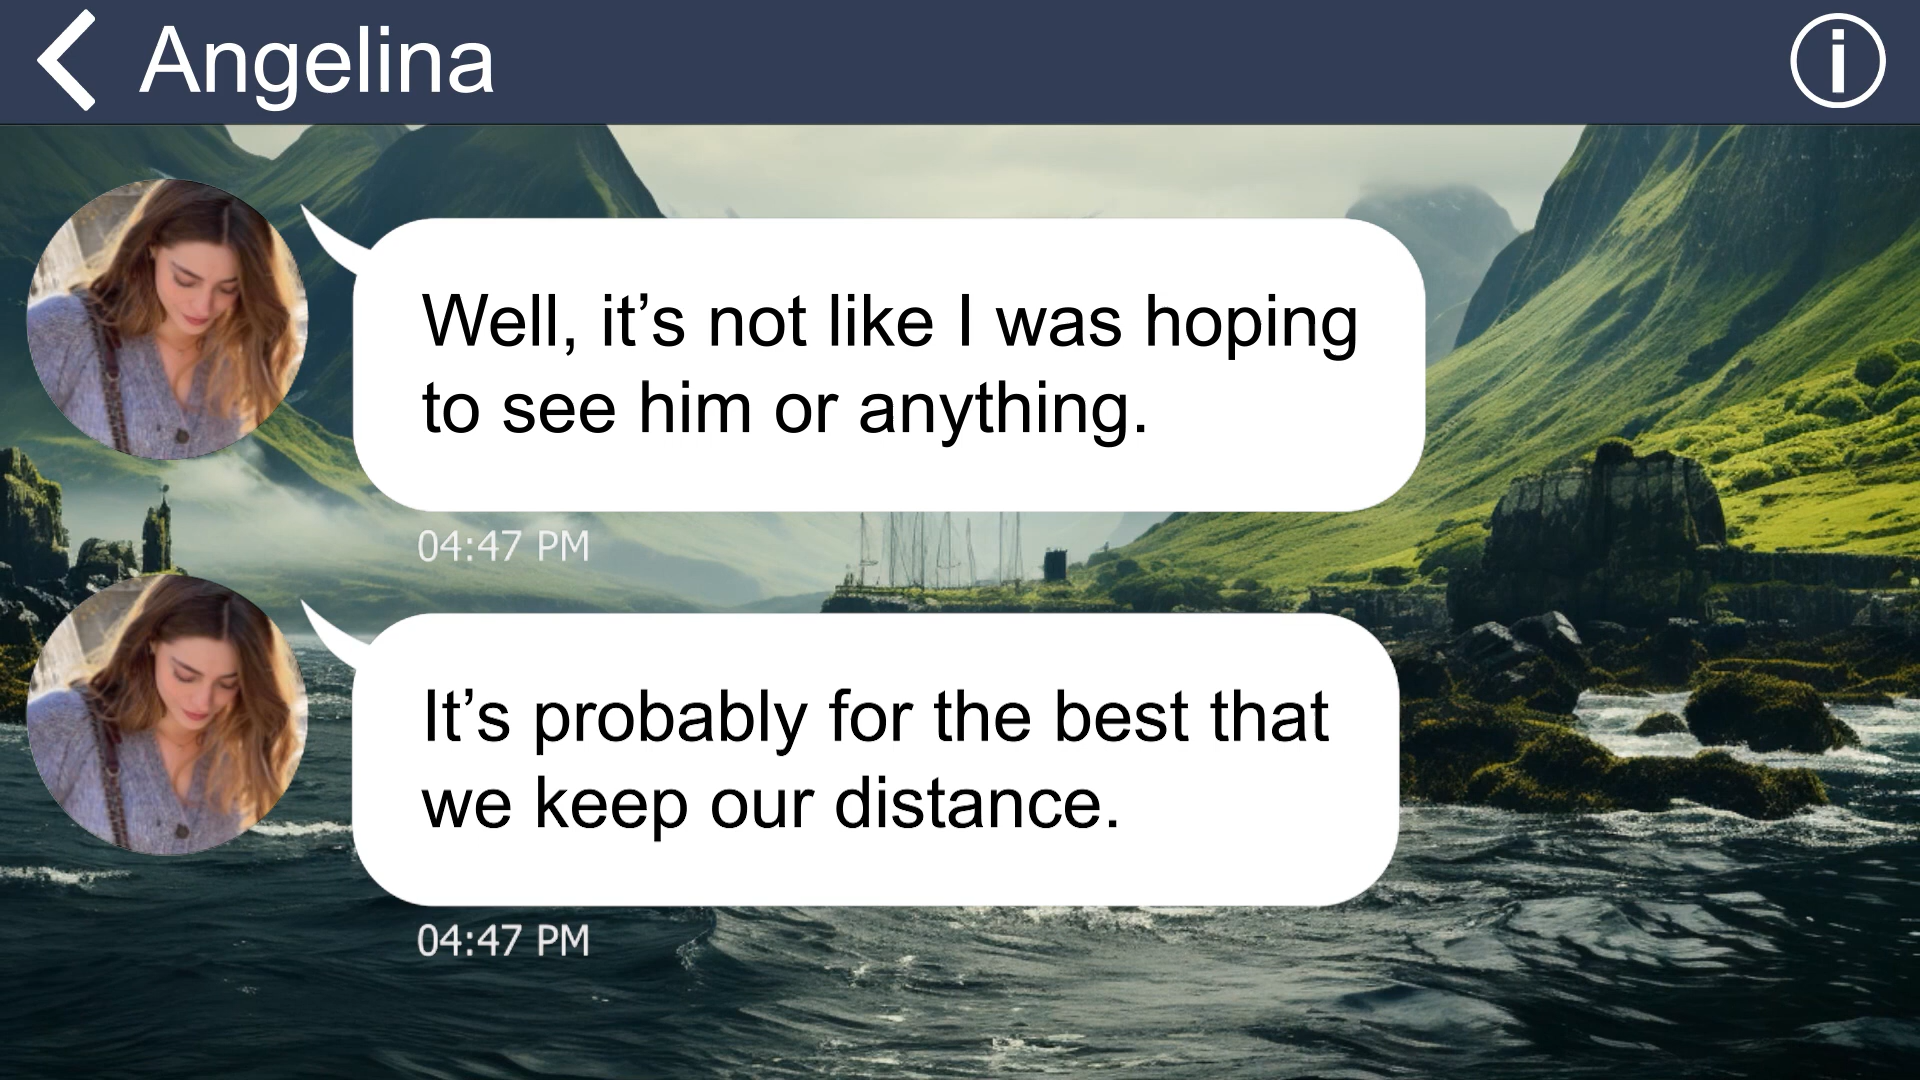 Angelina
Well, it’s not like I was hoping
to see him or anything.
04:47 PM
It’s probably for the best that
we keep our distance.
04:47 PM